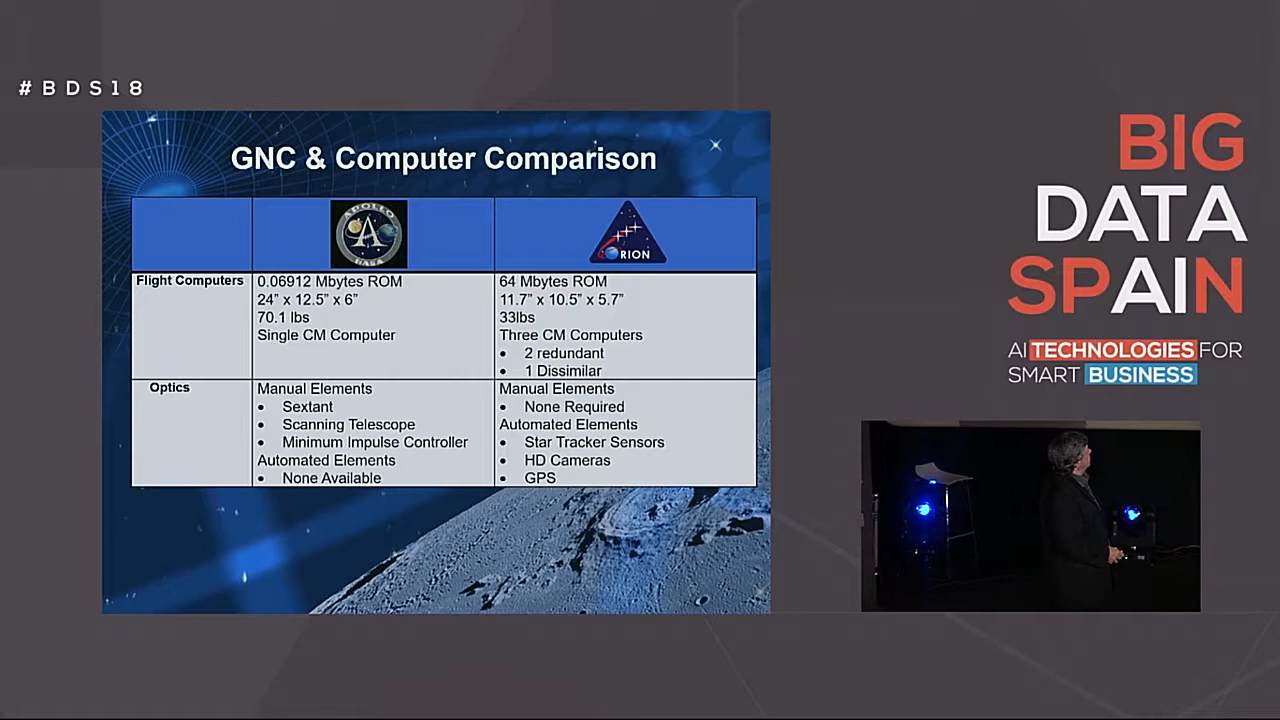 #BDS18
GNC & Computer Comparison
APOLLO
NASA
ORION
Flight Computers
0.06912 Mbytes ROM
24” x 12.5” x 6”
70.1 lbs
Single CM Computer
64 Mbytes ROM
11.7” x 10.5” x 5.7”
33lbs
Three CM Computers
• 2 redundant
• 1 Dissimilar
Optics
Manual Elements
• Sextant
• Scanning Telescope
• Minimum Impulse Controller
Automated Elements
• None Available
Manual Elements
• None Required
Automated Elements
• Star Tracker Sensors
• HD Cameras
• GPS
BIG
DATA
SPAIN
AI TECHNOLOGIES FOR
SMART BUSINESS